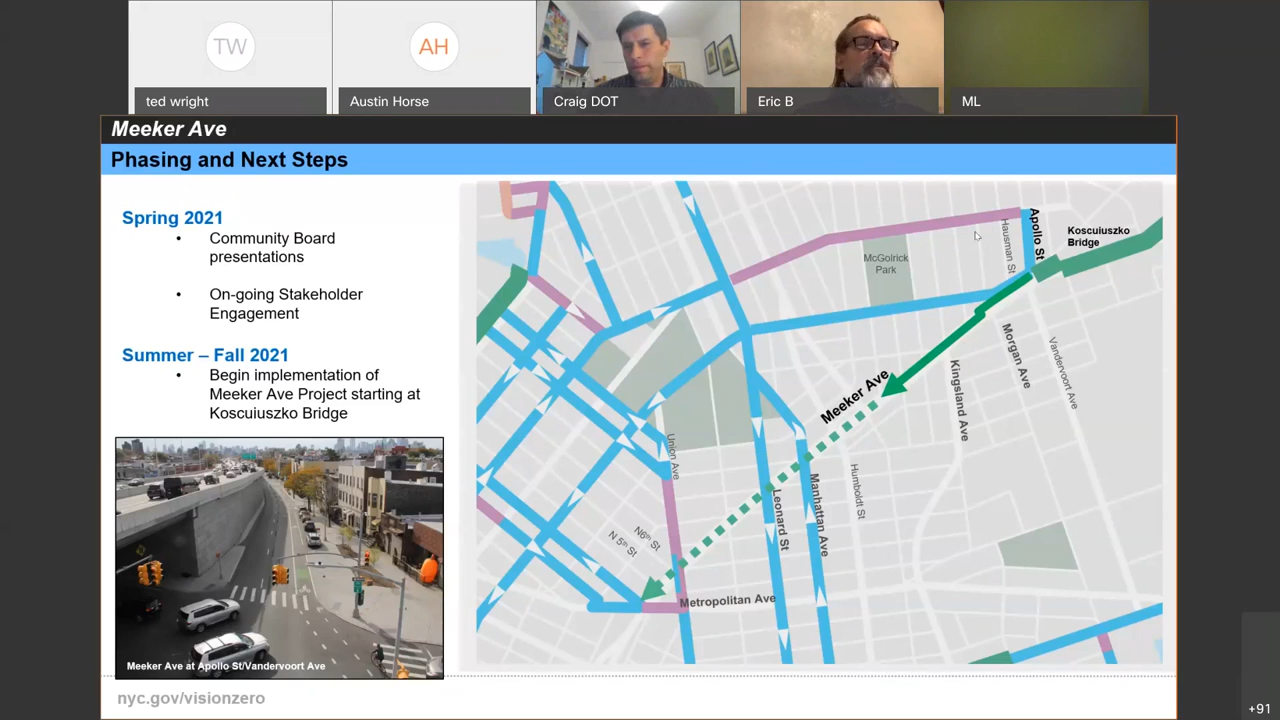 TW
AH
ted wright
Austin Horse
Craig DOT
Eric B
ML
Meeker Ave
Phasing and Next Steps
Spring 2021
• Community Board
presentations
• On-going Stakeholder
Engagement
Summer – Fall 2021
• Begin implementation of
Meeker Ave Project starting at
Koscuiuszko Bridge
Meeker Ave at Apollo St/Vandervoort Ave
nyc.gov/visionzero
Apollo St
Hausman St
Koscuiuszko
Bridge
McGolrick
Park
Morgan Ave
Vandervoort Ave
Kingsland Ave
Meeker Ave
Union Ave
Humboldt St
Manhattan Ave
Leonard St
N6th St
N 5th St
Metropolitan Ave
+91